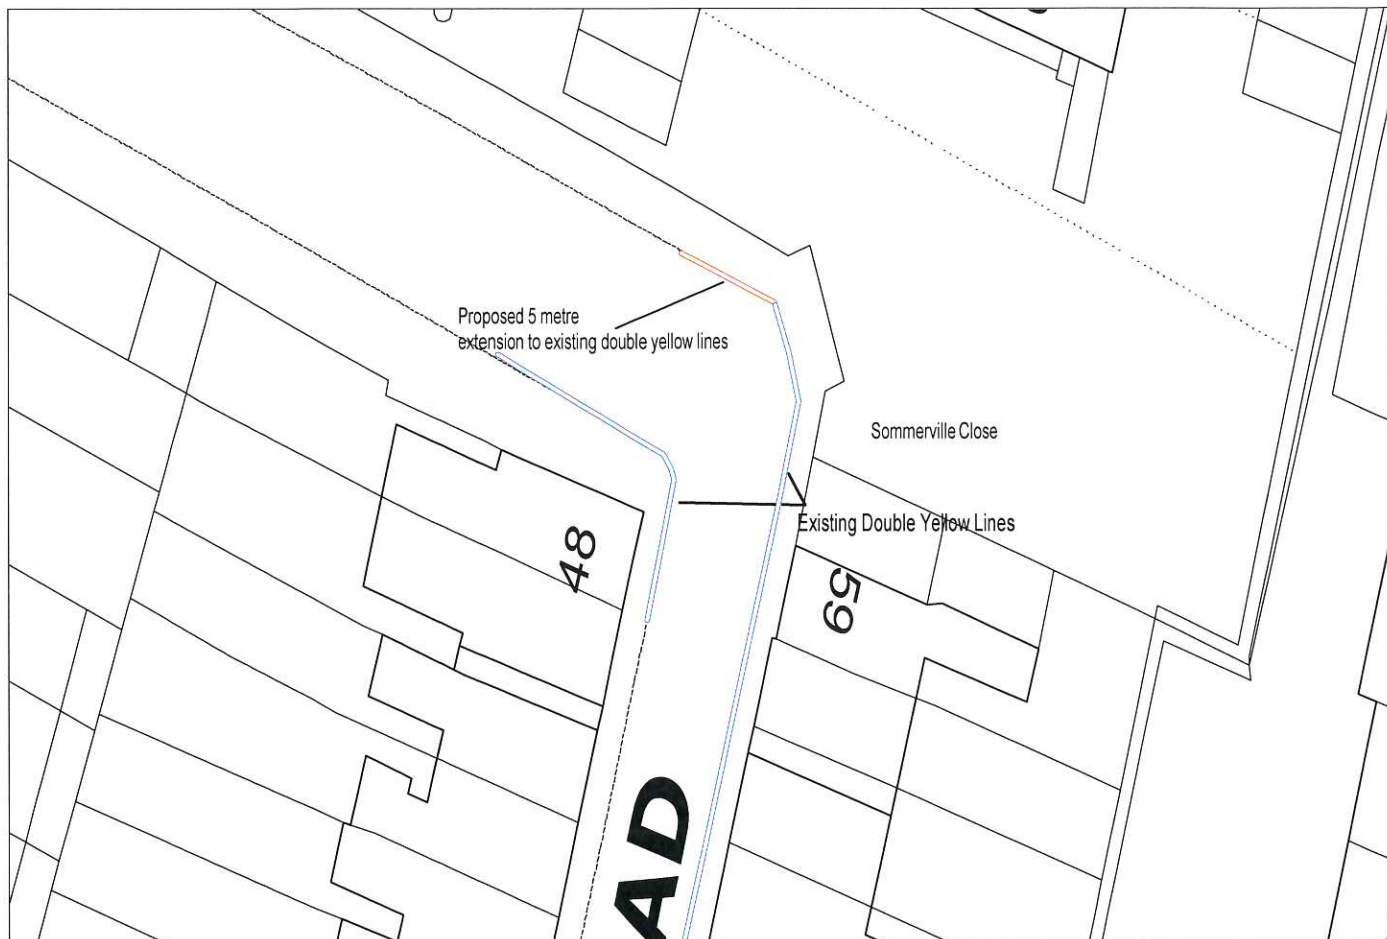 Proposed 5 metre
extension to existing double yellow lines
Sommerville Close
Existing Double Yellow Lines
48
59
AD